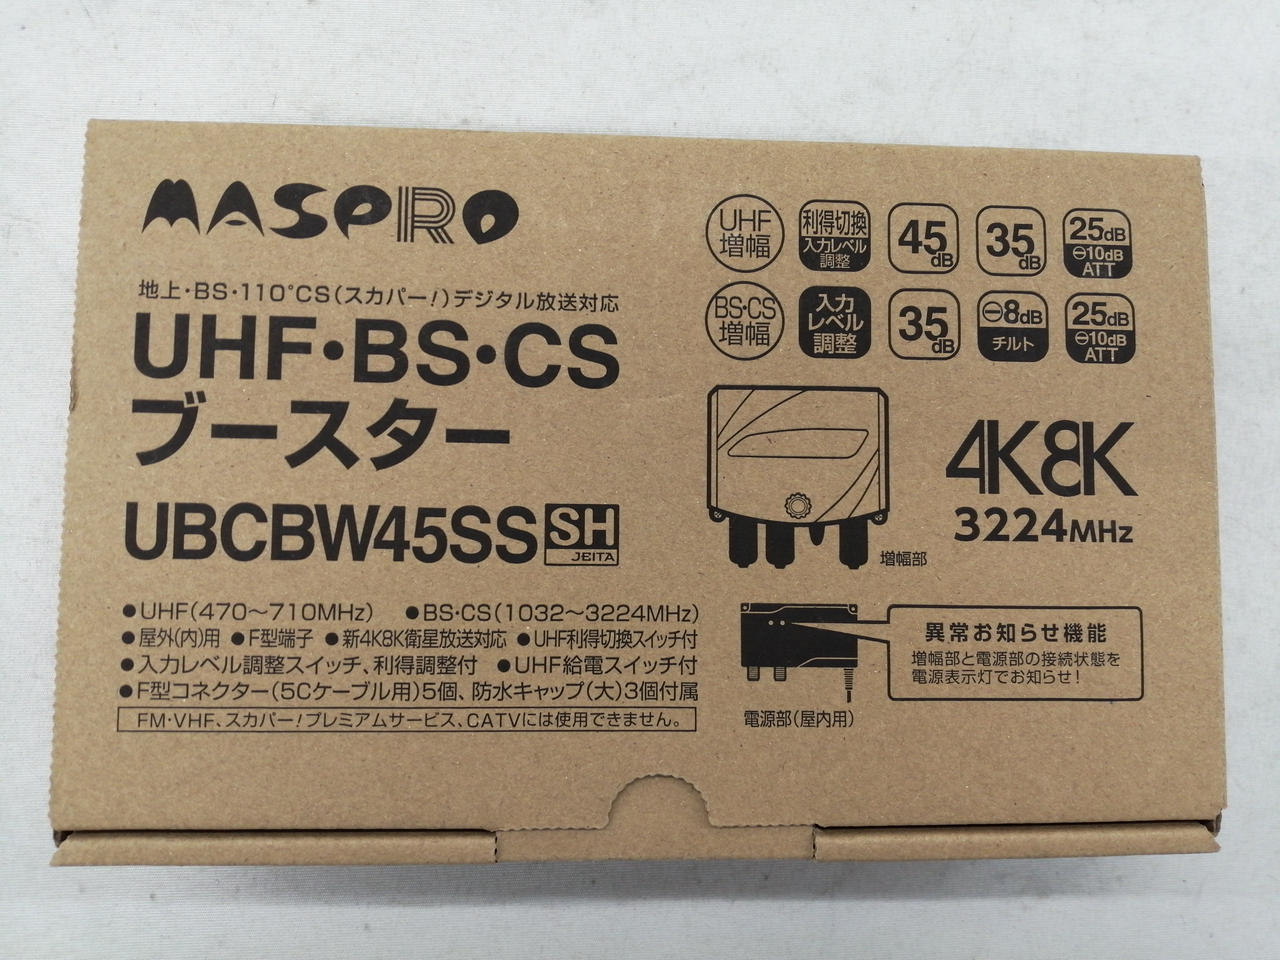 MASPRO
地上・BS・110°CS(スカパー!)デジタル放送対応
UHF・BS・CS
ブースター
UBCBW45SS SH
JEITA
●UHF(470～710MHz) ●BS・CS(1032～3224MHz)
●屋外(内)用 ●F型端子 ●新4K8K衛星放送対応 ●UHF利得切換スイッチ付
●入力レベル調整スイッチ、利得調整付 ●UHF給電スイッチ付
●F型コネクター(5Cケーブル用)5個、防水キャップ(大)3個付属
FM・VHF、スカパー!プレミアムサービス、CATVには使用できません。
UHF
増幅
利得切換
入力レベル
調整
45dB
35dB
25dB
⊖10dB
ATT
BS・CS
増幅
入力
レベル
調整
35dB
⊖8dB
チルト
25dB
⊖10dB
ATT
増幅部
4K8K
3224MHz
電源部(屋内用)
異常お知らせ機能
増幅部と電源部の接続状態を
電源表示灯でお知らせ!